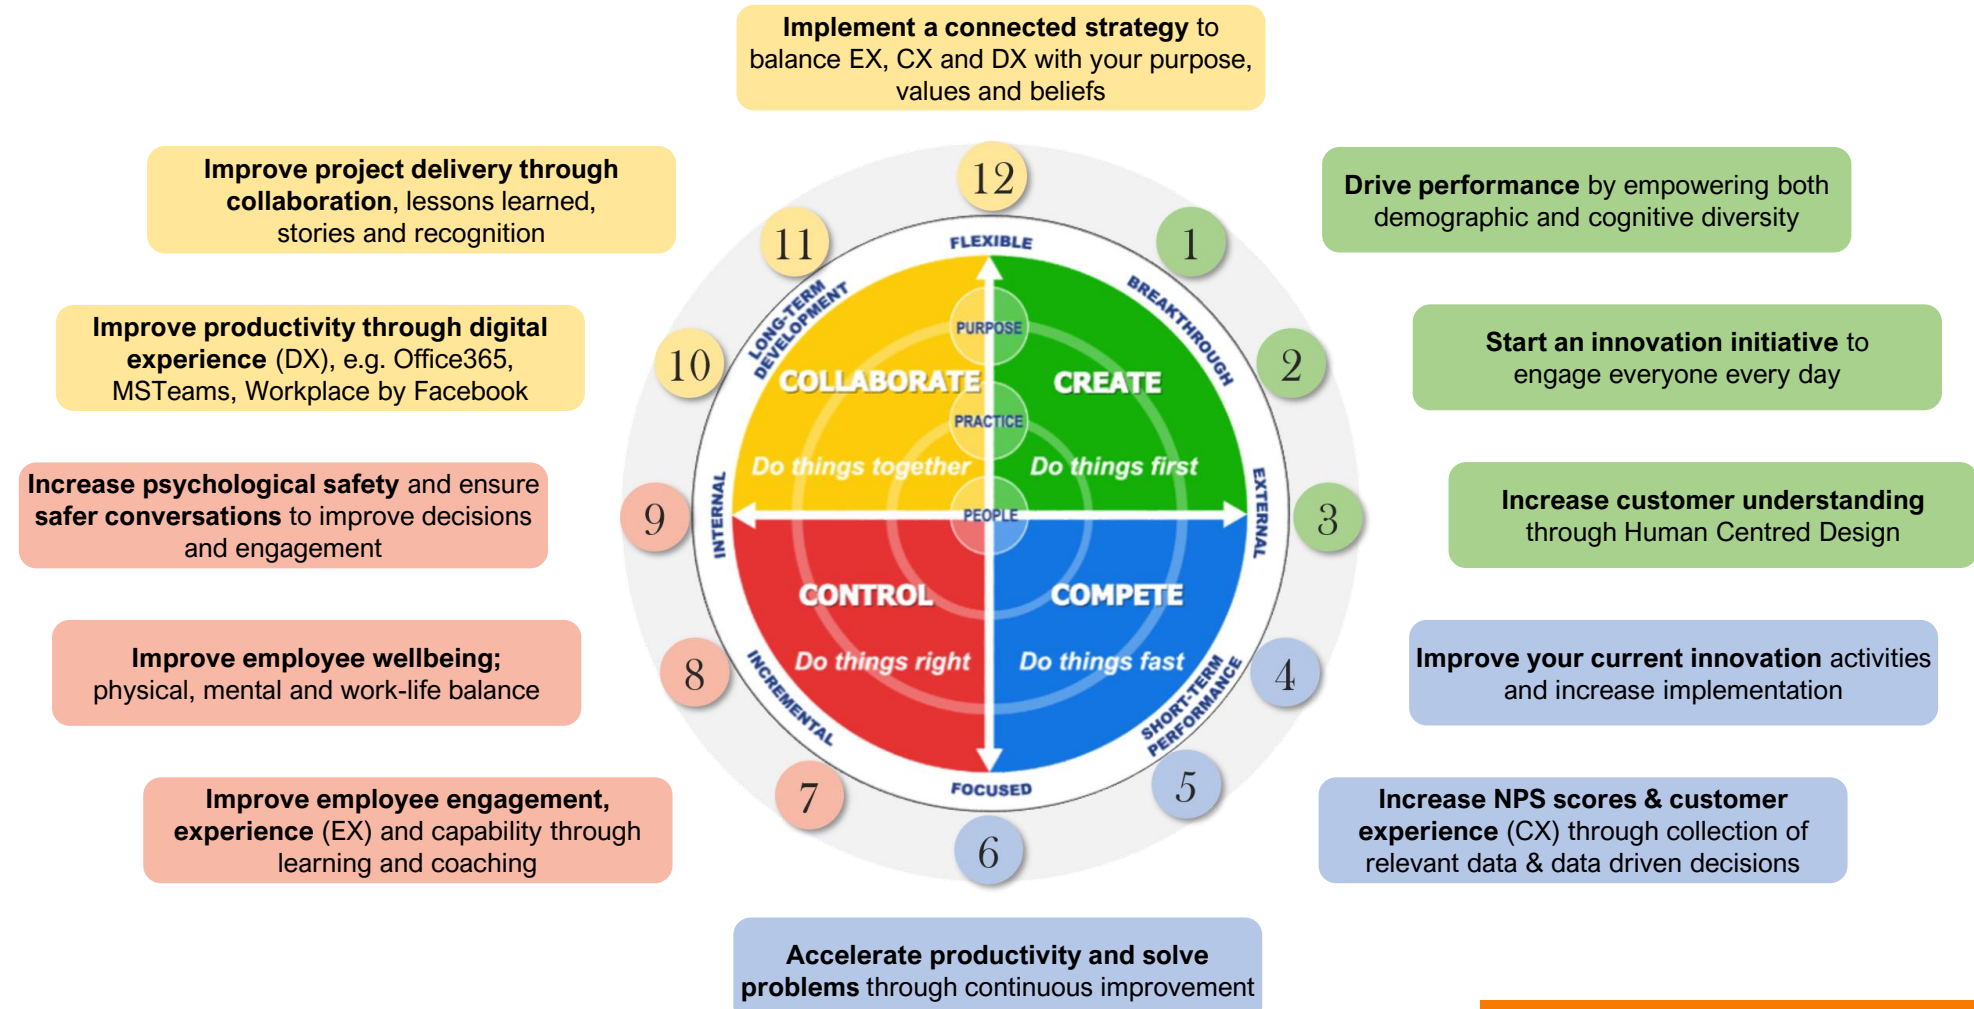 Implement a connected strategy to
balance EX, CX and DX with your purpose,
values and beliefs
Improve project delivery through
collaboration, lessons learned,
stories and recognition
Improve productivity through digital
experience (DX), e.g. Office365,
MSTeams, Workplace by Facebook
Increase psychological safety and ensure
safer conversations to improve decisions
and engagement
Improve employee wellbeing;
physical, mental and work-life balance
Improve employee engagement,
experience (EX) and capability through
learning and coaching
12
11
10
9
8
7
6
1
2
3
4
5
FLEXIBLE
BREAKTHROUGH
EXTERNAL
SHORT-TERM
PERFORMANCE
FOCUSED
INCREMENTAL
INTERNAL
LONG-TERM
DEVELOPMENT
PURPOSE
PRACTICE
PEOPLE
COLLABORATE
Do things together
CREATE
Do things first
CONTROL
Do things right
COMPETE
Do things fast
Drive performance by empowering both
demographic and cognitive diversity
Start an innovation initiative to
engage everyone every day
Increase customer understanding
through Human Centred Design
Improve your current innovation activities
and increase implementation
Increase NPS scores & customer
experience (CX) through collection of
relevant data & data driven decisions
Accelerate productivity and solve
problems through continuous improvement